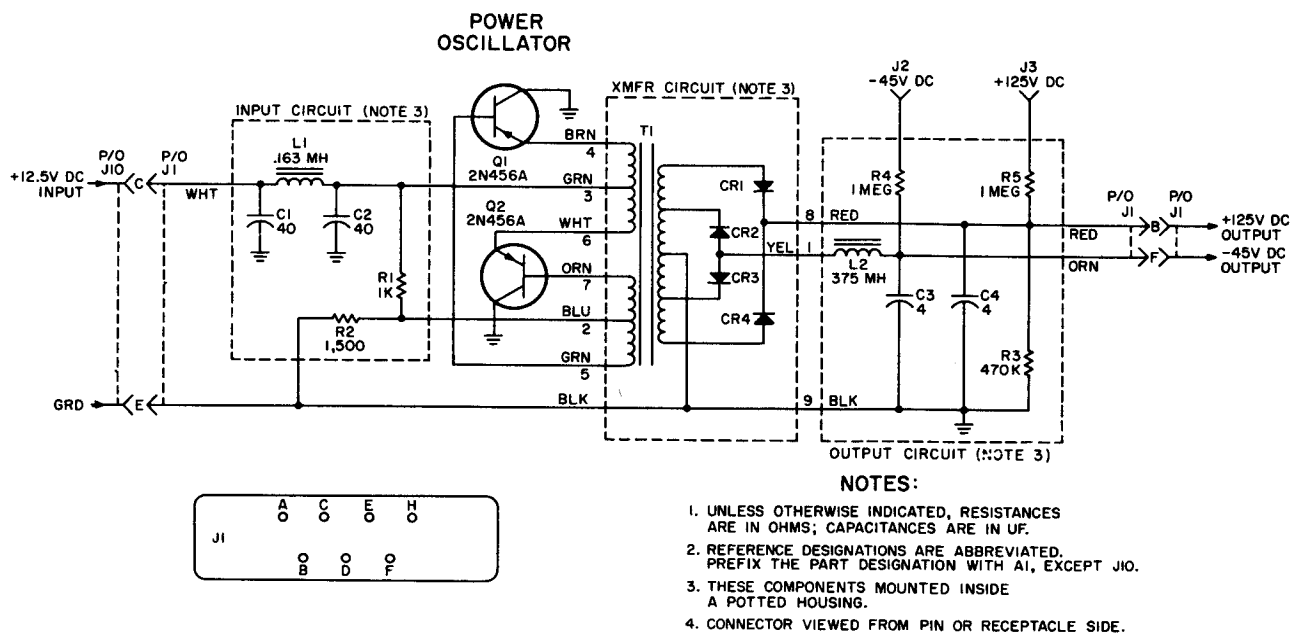 POWER
OSCILLATOR
INPUT CIRCUIT (NOTE 3)
XMFR CIRCUIT (NOTE 3)
J2
-45V DC
J3
+125V DC
P/O
J10
P/O
J1
+12.5V DC
INPUT
C
WHT
L1
.163 MH
C1
40
C2
40
R1
1K
R2
1,500
Q1
2N456A
Q2
2N456A
BRN
4
GRN
3
WHT
6
ORN
7
BLU
2
GRN
5
T1
CR1
CR2
CR3
CR4
8 RED
YEL 1
L2
375 MH
R4
1 MEG
R5
1 MEG
C3
4
C4
4
R3
470K
RED
ORN
P/O
J1
P/O
J1
B
F
+125V DC
OUTPUT
-45V DC
OUTPUT
GRD
E
BLK
9 BLK
OUTPUT CIRCUIT (NOTE 3)
J1
A C E H
B D F
NOTES:
1. UNLESS OTHERWISE INDICATED, RESISTANCES
ARE IN OHMS; CAPACITANCES ARE IN UF.
2. REFERENCE DESIGNATIONS ARE ABBREVIATED.
PREFIX THE PART DESIGNATION WITH A1, EXCEPT J10.
3. THESE COMPONENTS MOUNTED INSIDE
A POTTED HOUSING.
4. CONNECTOR VIEWED FROM PIN OR RECEPTACLE SIDE.